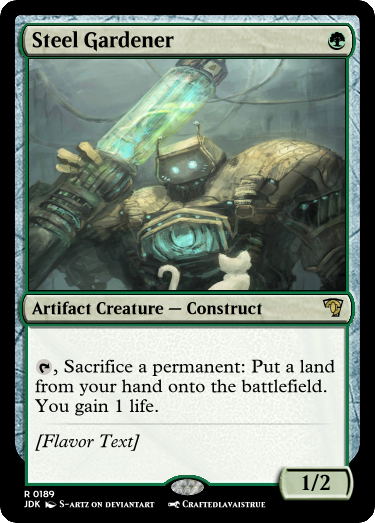 Steel Gardener
Artifact Creature — Construct
, Sacrifice a permanent: Put a land
from your hand onto the battlefield.
You gain 1 life.
[Flavor Text]
1/2
R 0189
JDK S-artz on deviantart Craftedlavaistrue